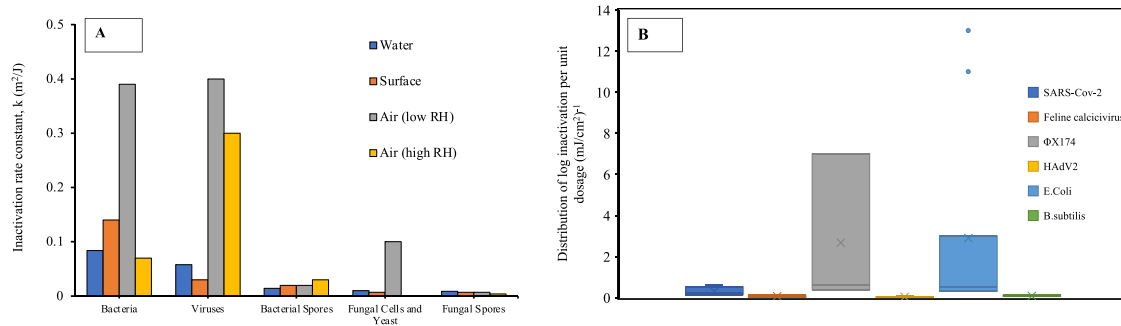 A
Inactivation rate constant, k (m²/J)
0.5
0.4
0.3
0.2
0.1
0
Water
Surface
Air (low RH)
Air (high RH)
Bacteria
Viruses
Bacterial Spores
Fungal Cells and
Yeast
Fungal Spores
B
Distribution of log inactivation per unit
dosage (mJ/cm²)-¹
14
12
10
8
6
4
2
0
SARS-Cov-2
Feline calcicivirus
ΦX174
HAdV2
E.Coli
B.subtilis